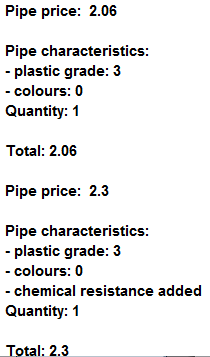 Pipe price:  2.06
Pipe characteristics:
- plastic grade: 3
- colours: 0
Quantity: 1
Total: 2.06
Pipe price:  2.3
Pipe characteristics:
- plastic grade: 3
- colours: 0
- chemical resistance added
Quantity: 1
Total: 2.3